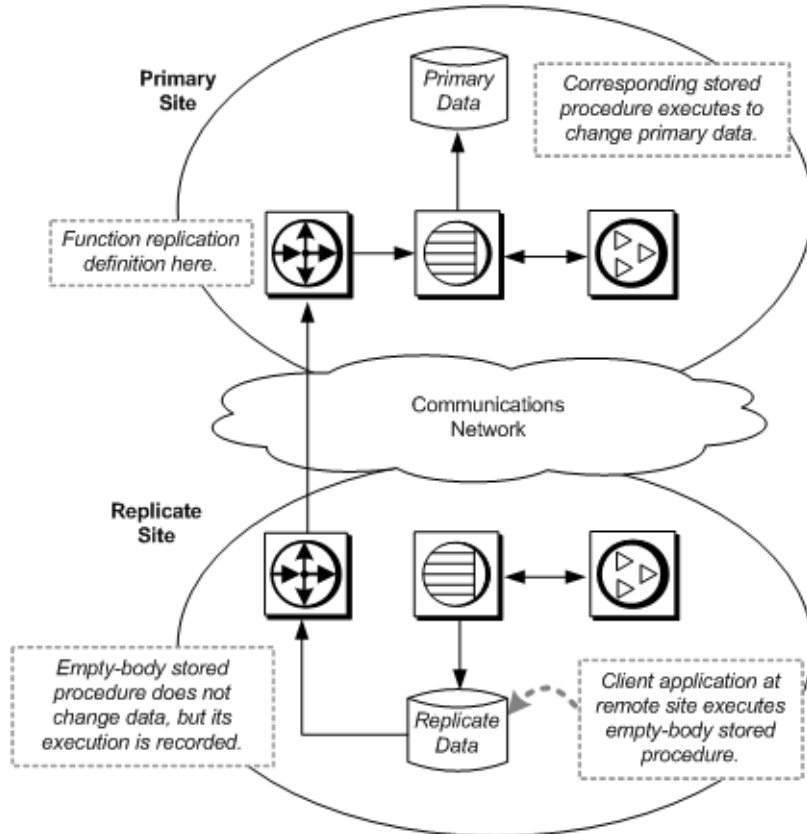 Primary
Site
Primary
Data
Corresponding stored
procedure executes to
change primary data.
Function replication
definition here.
Communications
Network
Replicate
Site
Empty-body stored
procedure does not
change data, but its
execution is recorded.
Replicate
Data
Client application at
remote site executes
empty-body stored
procedure.